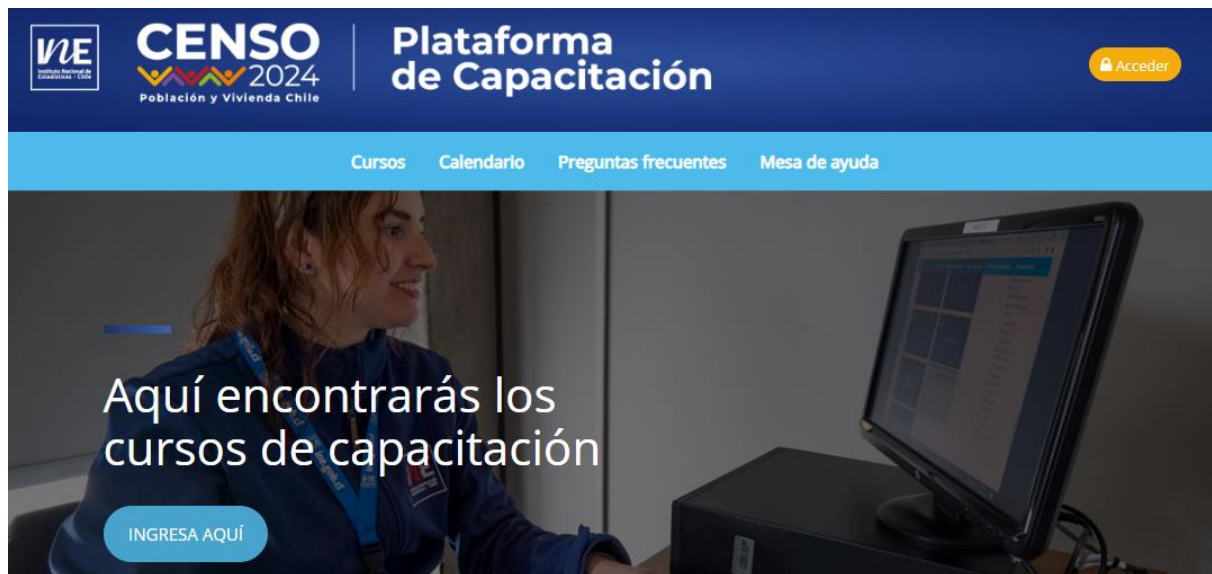 INE
Instituto Nacional de
Estadísticas - Chile
CENSO
2024
Población y Vivienda Chile
Plataforma
de Capacitación
Acceder
Cursos Calendario Preguntas frecuentes Mesa de ayuda
Aquí encontrarás los
cursos de capacitación
INGRESA AQUÍ